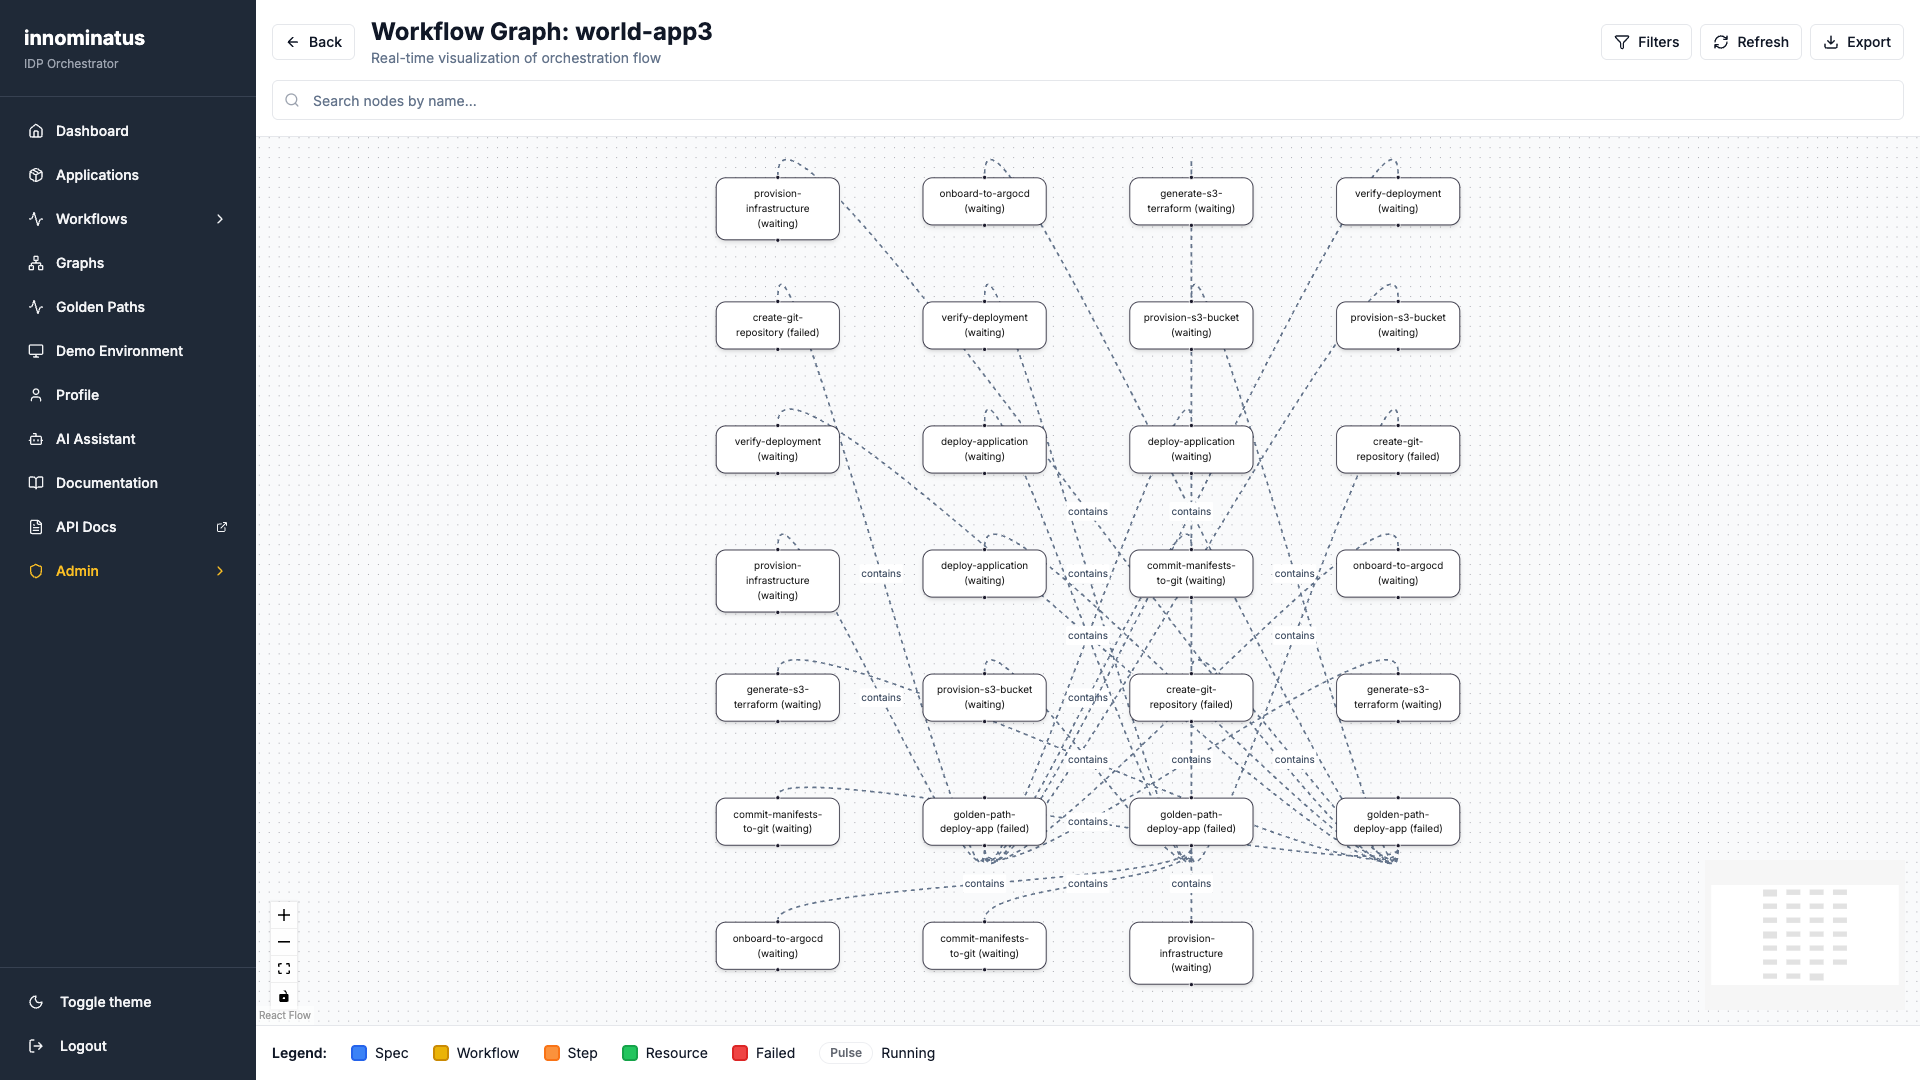 innominatus
IDP Orchestrator
Dashboard
Applications
Workflows
Graphs
Golden Paths
Demo Environment
Profile
AI Assistant
Documentation
API Docs
Admin
Toggle theme
Logout
Back
Workflow Graph: world-app3
Real-time visualization of orchestration flow
Filters
Refresh
Export
Search nodes by name...
provision-
infrastructure
(waiting)
onboard-to-argocd
(waiting)
generate-s3-
terraform (waiting)
verify-deployment
(waiting)
create-git-
repository (failed)
verify-deployment
(waiting)
provision-s3-bucket
(waiting)
provision-s3-bucket
(waiting)
verify-deployment
(waiting)
deploy-application
(waiting)
deploy-application
(waiting)
create-git-
repository (failed)
contains
contains
provision-
infrastructure
(waiting)
contains
deploy-application
(waiting)
contains
commit-manifests-
to-git (waiting)
contains
onboard-to-argocd
(waiting)
contains
contains
generate-s3-
terraform (waiting)
contains
provision-s3-bucket
(waiting)
contains
create-git-
repository (failed)
generate-s3-
terraform (waiting)
contains
contains
contains
commit-manifests-
to-git (waiting)
golden-path-
deploy-app (failed)
contains
golden-path-
deploy-app (failed)
golden-path-
deploy-app (failed)
contains
contains
contains
onboard-to-argocd
(waiting)
commit-manifests-
to-git (waiting)
provision-
infrastructure
(waiting)
React Flow
Legend:
Spec
Workflow
Step
Resource
Failed
Pulse
Running